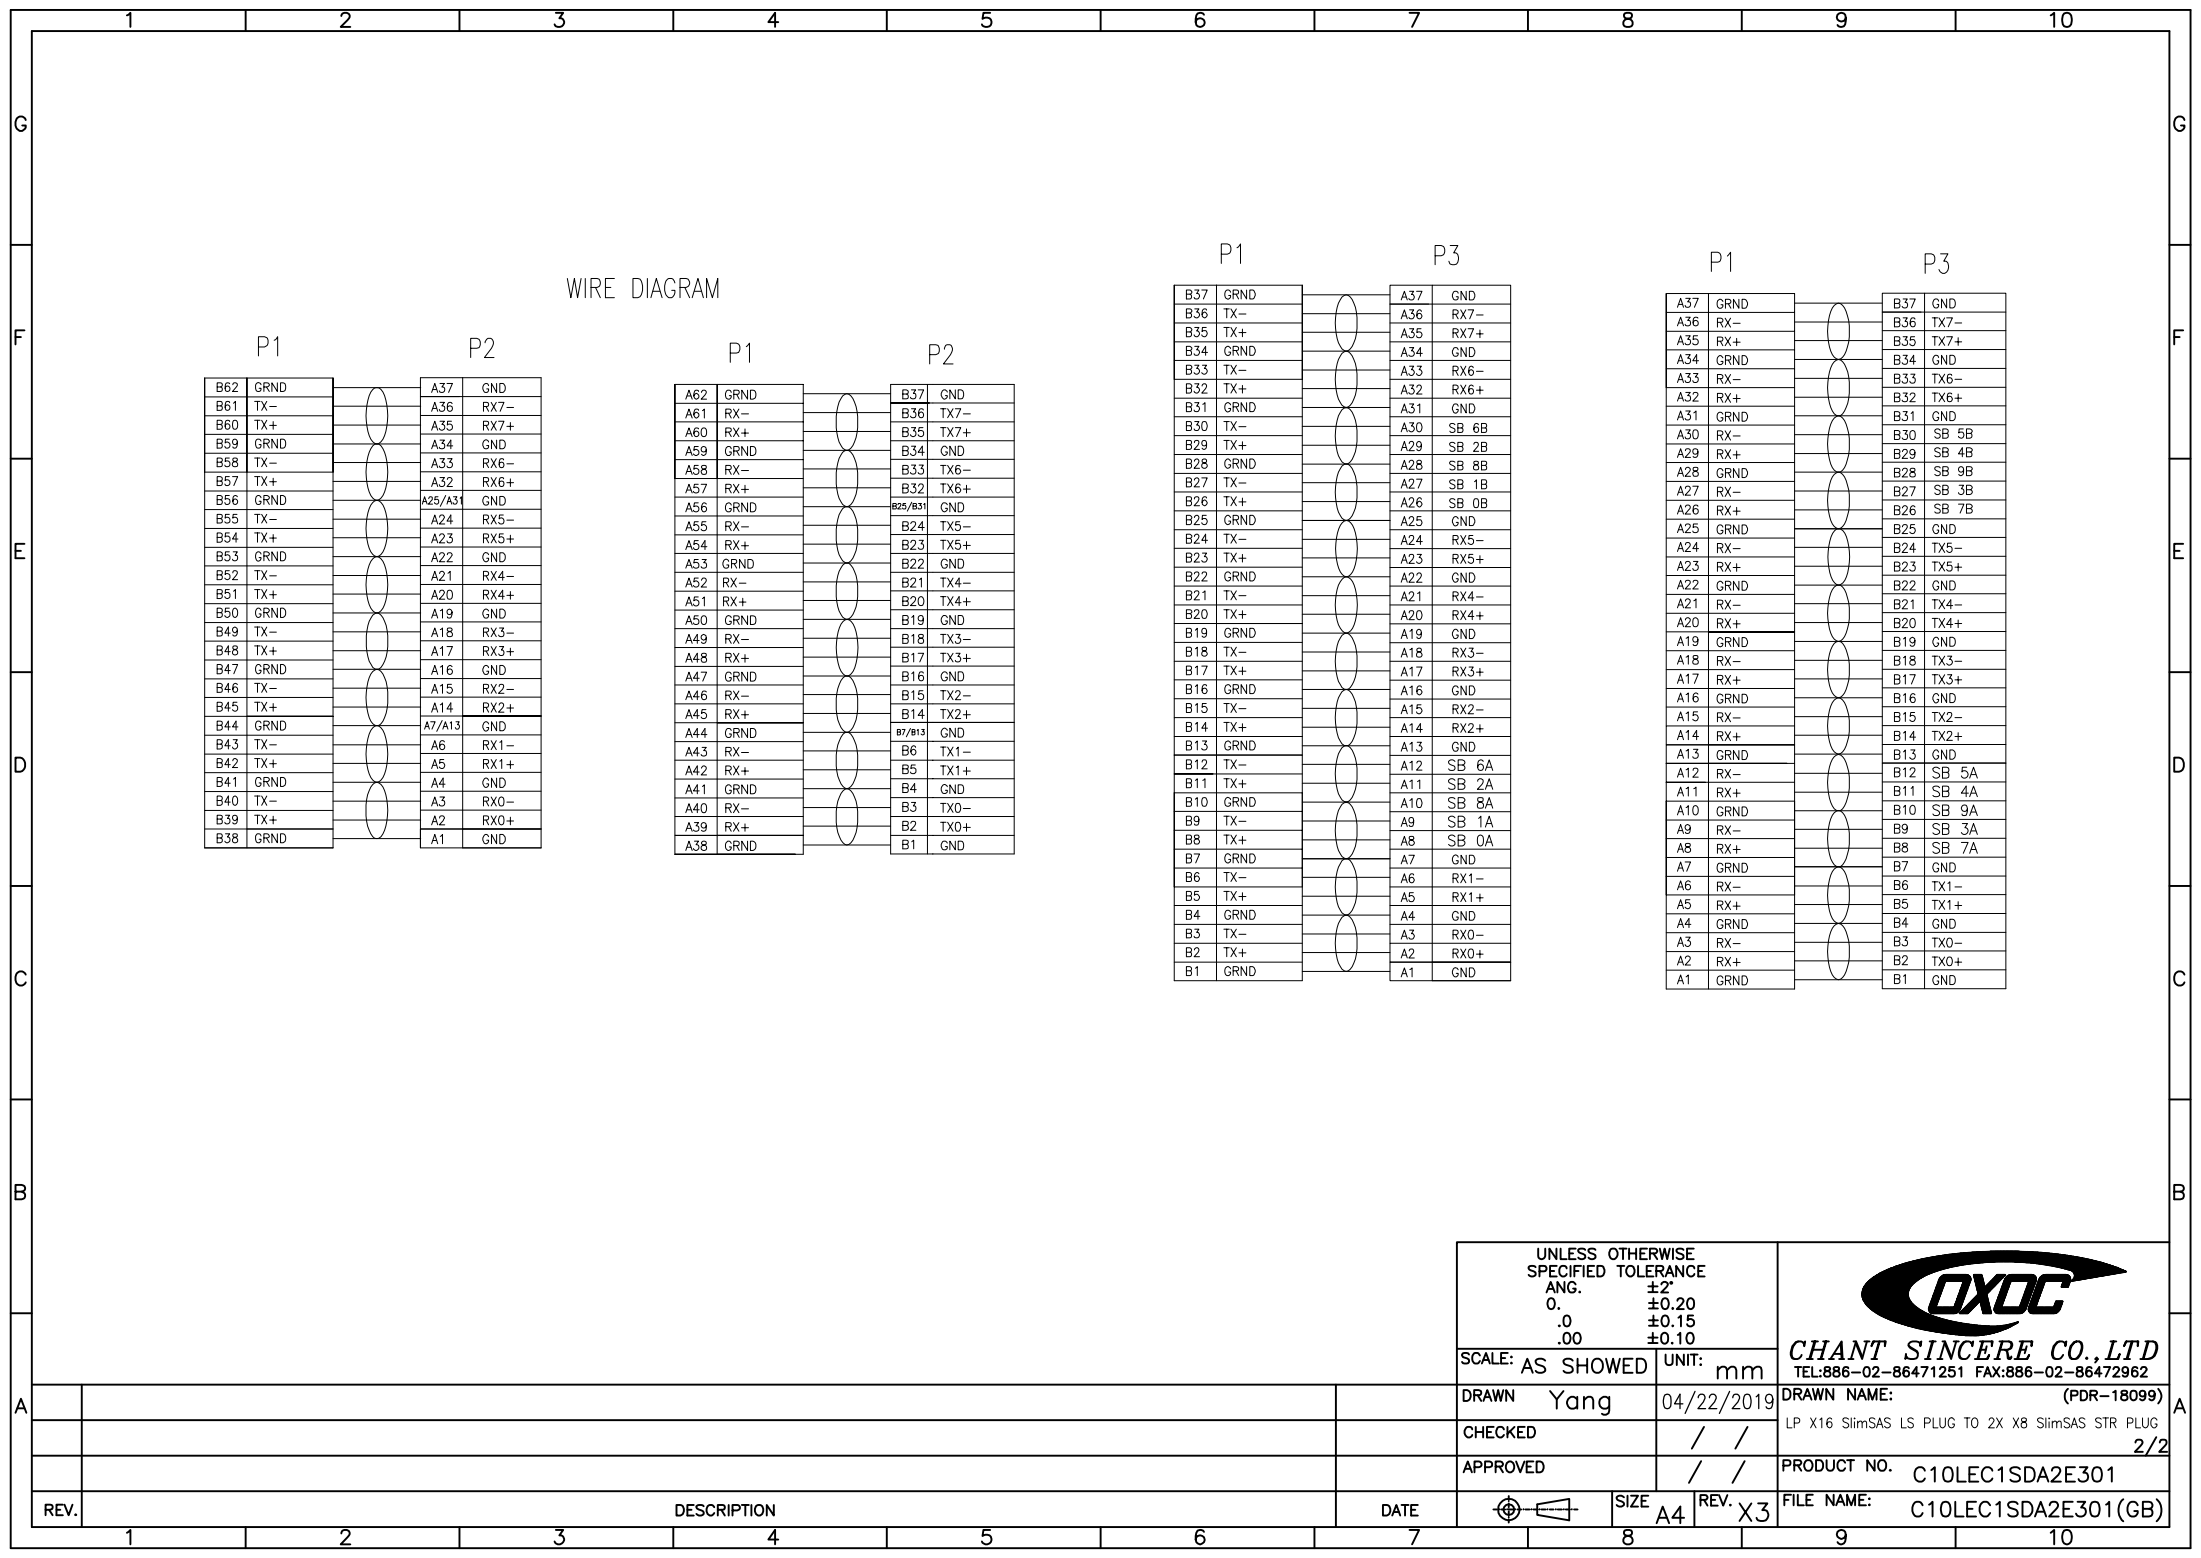 1 2 3 4 5 6 7 8 9 10
G G
F F
E E
D D
C C
B B
A A
WIRE DIAGRAM
P1 P2
B62 GRND A37 GND
B61 TX- A36 RX7-
B60 TX+ A35 RX7+
B59 GRND A34 GND
B58 TX- A33 RX6-
B57 TX+ A32 RX6+
B56 GRND A25/A31 GND
B55 TX- A24 RX5-
B54 TX+ A23 RX5+
B53 GRND A22 GND
B52 TX- A21 RX4-
B51 TX+ A20 RX4+
B50 GRND A19 GND
B49 TX- A18 RX3-
B48 TX+ A17 RX3+
B47 GRND A16 GND
B46 TX- A15 RX2-
B45 TX+ A14 RX2+
B44 GRND A7/A13 GND
B43 TX- A6 RX1-
B42 TX+ A5 RX1+
B41 GRND A4 GND
B40 TX- A3 RX0-
B39 TX+ A2 RX0+
B38 GRND A1 GND
P1 P2
A62 GRND B37 GND
A61 RX- B36 TX7-
A60 RX+ B35 TX7+
A59 GRND B34 GND
A58 RX- B33 TX6-
A57 RX+ B32 TX6+
A56 GRND B25/B31 GND
A55 RX- B24 TX5-
A54 RX+ B23 TX5+
A53 GRND B22 GND
A52 RX- B21 TX4-
A51 RX+ B20 TX4+
A50 GRND B19 GND
A49 RX- B18 TX3-
A48 RX+ B17 TX3+
A47 GRND B16 GND
A46 RX- B15 TX2-
A45 RX+ B14 TX2+
A44 GRND B7/B13 GND
A43 RX- B6 TX1-
A42 RX+ B5 TX1+
A41 GRND B4 GND
A40 RX- B3 TX0-
A39 RX+ B2 TX0+
A38 GRND B1 GND
P1 P3
B37 GRND A37 GND
B36 TX- A36 RX7-
B35 TX+ A35 RX7+
B34 GRND A34 GND
B33 TX- A33 RX6-
B32 TX+ A32 RX6+
B31 GRND A31 GND
B30 TX- A30 SB 6B
B29 TX+ A29 SB 2B
B28 GRND A28 SB 8B
B27 TX- A27 SB 1B
B26 TX+ A26 SB 0B
B25 GRND A25 GND
B24 TX- A24 RX5-
B23 TX+ A23 RX5+
B22 GRND A22 GND
B21 TX- A21 RX4-
B20 TX+ A20 RX4+
B19 GRND A19 GND
B18 TX- A18 RX3-
B17 TX+ A17 RX3+
B16 GRND A16 GND
B15 TX- A15 RX2-
B14 TX+ A14 RX2+
B13 GRND A13 GND
B12 TX- A12 SB 6A
B11 TX+ A11 SB 2A
B10 GRND A10 SB 8A
B9 TX- A9 SB 1A
B8 TX+ A8 SB 0A
B7 GRND A7 GND
B6 TX- A6 RX1-
B5 TX+ A5 RX1+
B4 GRND A4 GND
B3 TX- A3 RX0-
B2 TX+ A2 RX0+
B1 GRND A1 GND
P1 P3
A37 GRND B37 GND
A36 RX- B36 TX7-
A35 RX+ B35 TX7+
A34 GRND B34 GND
A33 RX- B33 TX6-
A32 RX+ B32 TX6+
A31 GRND B31 GND
A30 RX- B30 SB 5B
A29 RX+ B29 SB 4B
A28 GRND B28 SB 9B
A27 RX- B27 SB 3B
A26 RX+ B26 SB 7B
A25 GRND B25 GND
A24 RX- B24 TX5-
A23 RX+ B23 TX5+
A22 GRND B22 GND
A21 RX- B21 TX4-
A20 RX+ B20 TX4+
A19 GRND B19 GND
A18 RX- B18 TX3-
A17 RX+ B17 TX3+
A16 GRND B16 GND
A15 RX- B15 TX2-
A14 RX+ B14 TX2+
A13 GRND B13 GND
A12 RX- B12 SB 5A
A11 RX+ B11 SB 4A
A10 GRND B10 SB 9A
A9 RX- B9 SB 3A
A8 RX+ B8 SB 7A
A7 GRND B7 GND
A6 RX- B6 TX1-
A5 RX+ B5 TX1+
A4 GRND B4 GND
A3 RX- B3 TX0-
A2 RX+ B2 TX0+
A1 GRND B1 GND
UNLESS OTHERWISE
SPECIFIED TOLERANCE
ANG. ±2°
0. ±0.20
.0 ±0.15
.00 ±0.10
SCALE: AS SHOWED UNIT: mm
OXOC
CHANT SINCERE CO.,LTD
TEL:886-02-86471251 FAX:886-02-86472962
DRAWN Yang 04/22/2019
CHECKED / /
APPROVED / /
DRAWN NAME: (PDR-18099)
LP X16 SlimSAS LS PLUG TO 2X X8 SlimSAS STR PLUG
2/2
PRODUCT NO. C10LEC1SDA2E301
SIZE A4 REV. X3
FILE NAME: C10LEC1SDA2E301(GB)
REV. DESCRIPTION DATE
1 2 3 4 5 6 7 8 9 10